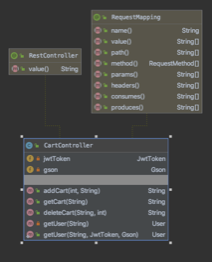 RequestMapping
name() String
value() String[]
path() String[]
method() RequestMethod[]
params() String[]
headers() String[]
consumes() String[]
produces() String[]
RestController
value() String
CartController
jwtToken JwtToken
gson Gson
addCart(int, String) String
getCart(String) String
deleteCart(String, int) String
getUser(String) User
getUser(String, JwtToken, Gson) User